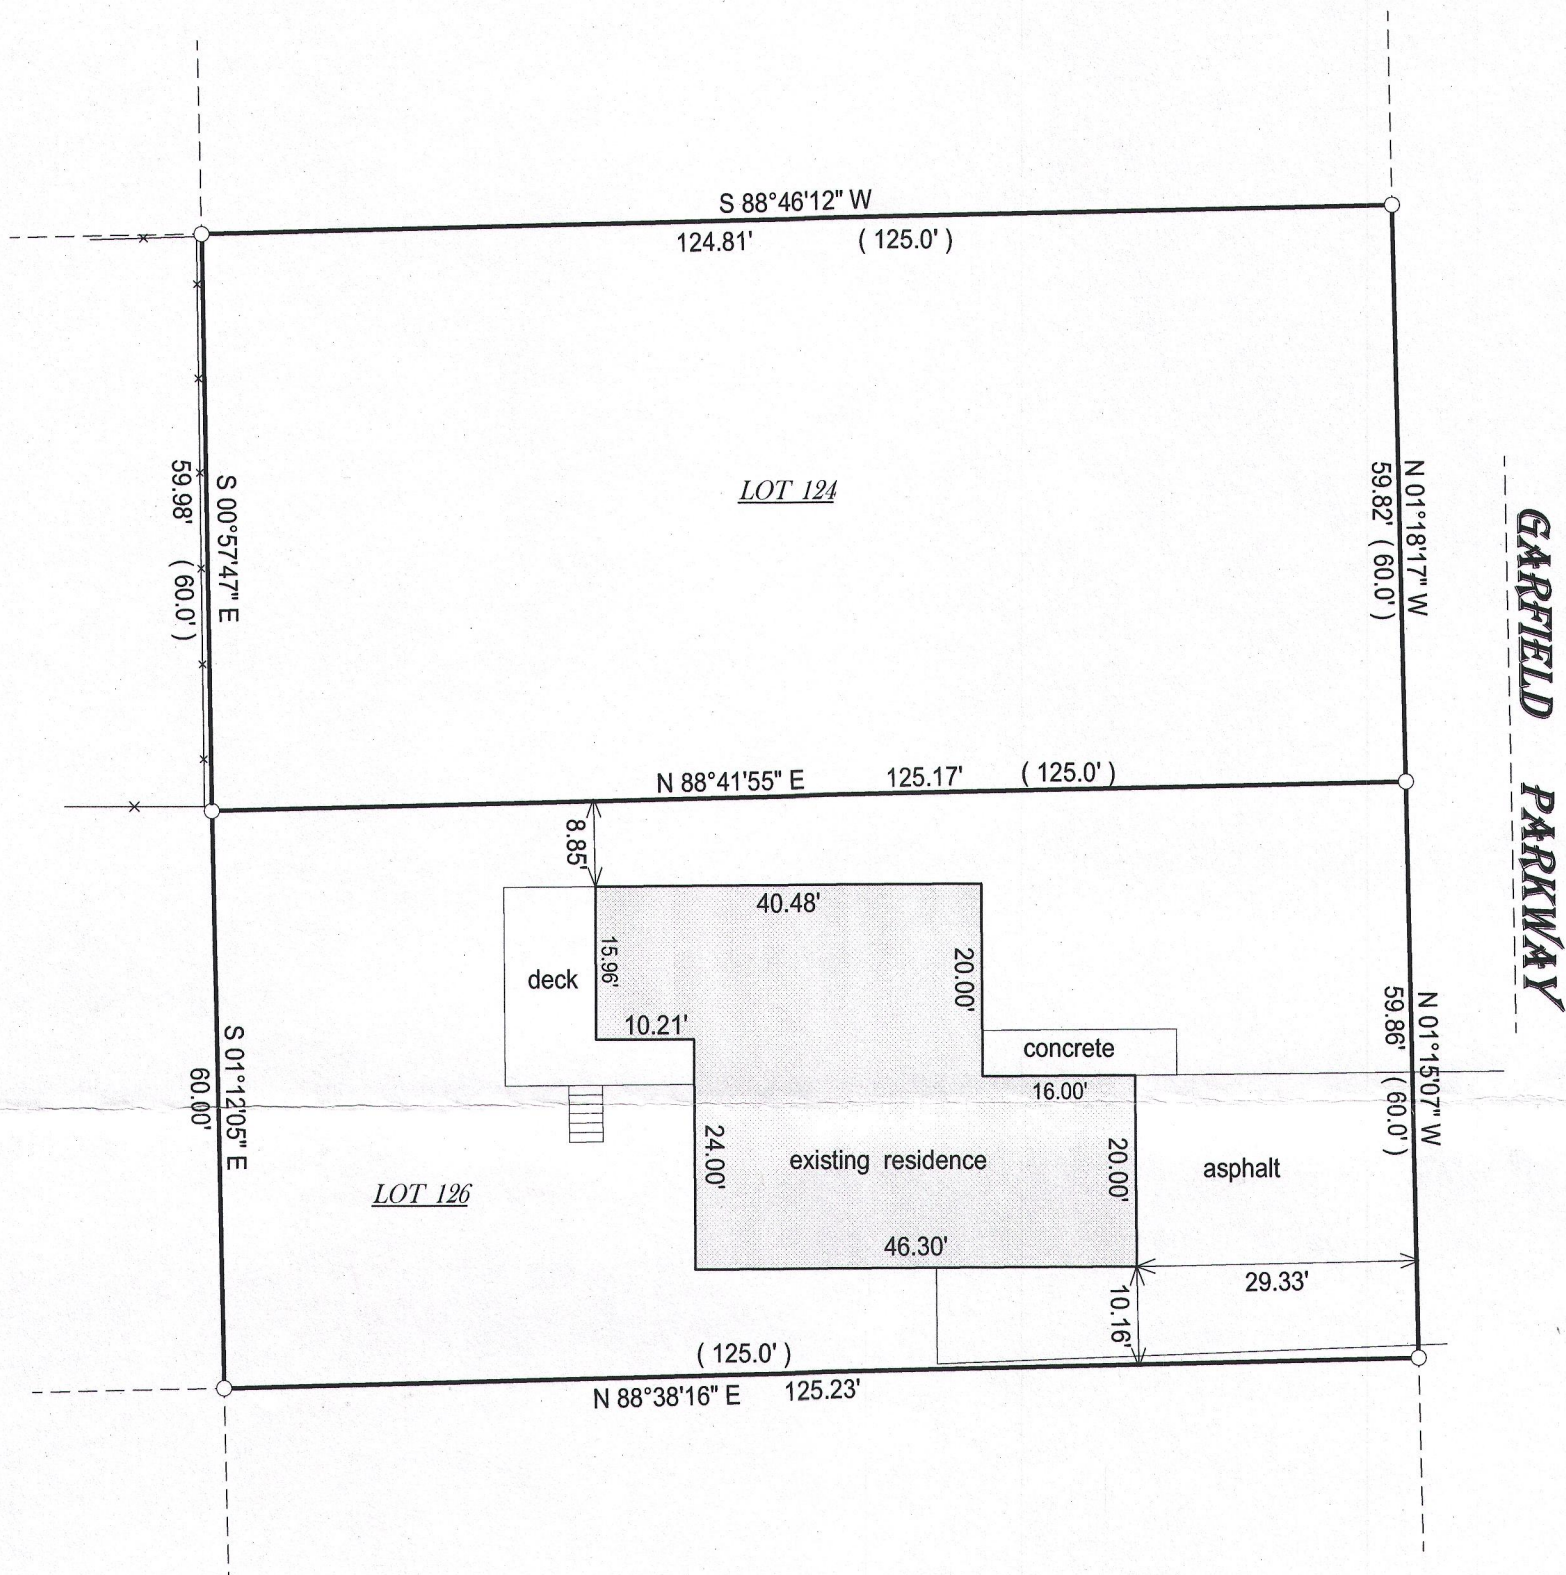 S 88°46'12" W
124.81' ( 125.0' )
S 00°57'47" E
59.98' ( 60.0' )
LOT 124
N 01°18'17" W
59.82' ( 60.0' )
GARFIELD PARKWAY
N 88°41'55" E 125.17' ( 125.0' )
8.85'
40.48'
15.96'
deck
20.00'
10.21'
concrete
16.00'
N 01°15'07" W
59.86' ( 60.0' )
S 01°12'05" E
60.00'
24.00'
existing residence
20.00'
asphalt
LOT 126
46.30'
29.33'
10.16'
( 125.0' )
N 88°38'16" E 125.23'